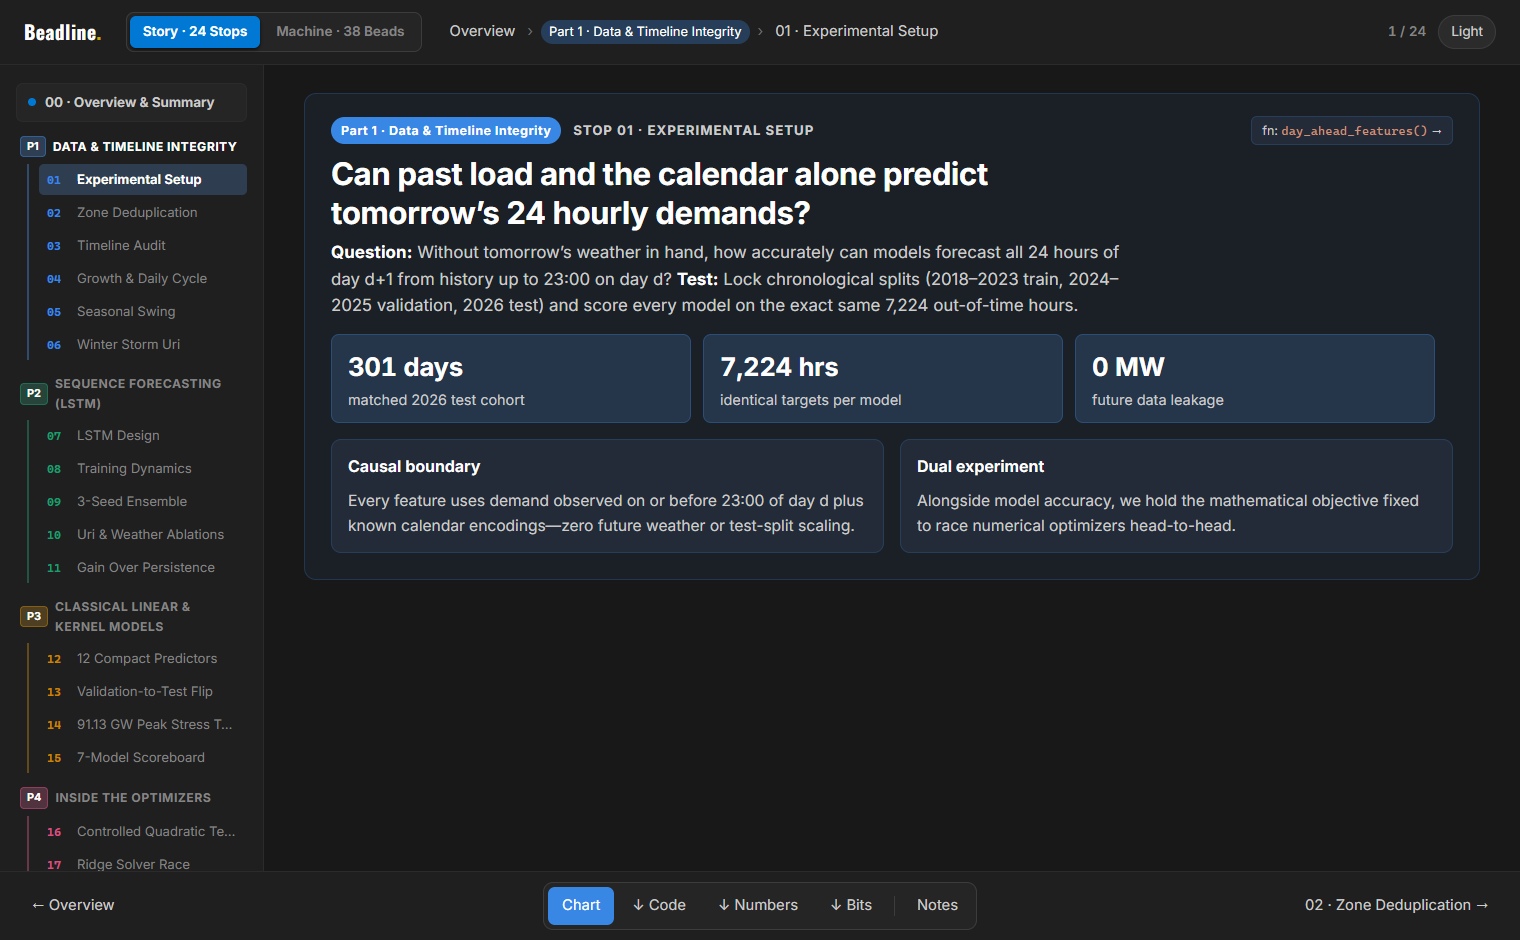 Beadline.
Story · 24 Stops
Machine · 38 Beads
Overview › Part 1 · Data & Timeline Integrity › 01 · Experimental Setup
1 / 24
Light
00 · Overview & Summary
P1 DATA & TIMELINE INTEGRITY
01 Experimental Setup
02 Zone Deduplication
03 Timeline Audit
04 Growth & Daily Cycle
05 Seasonal Swing
06 Winter Storm Uri
P2 SEQUENCE FORECASTING
(LSTM)
07 LSTM Design
08 Training Dynamics
09 3-Seed Ensemble
10 Uri & Weather Ablations
11 Gain Over Persistence
P3 CLASSICAL LINEAR &
KERNEL MODELS
12 12 Compact Predictors
13 Validation-to-Test Flip
14 91.13 GW Peak Stress T...
15 7-Model Scoreboard
P4 INSIDE THE OPTIMIZERS
16 Controlled Quadratic Te...
17 Ridge Solver Race
Part 1 · Data & Timeline Integrity
STOP 01 · EXPERIMENTAL SETUP
fn: day_ahead_features() →
Can past load and the calendar alone predict
tomorrow’s 24 hourly demands?
Question: Without tomorrow’s weather in hand, how accurately can models forecast all 24 hours of
day d+1 from history up to 23:00 on day d? Test: Lock chronological splits (2018–2023 train, 2024–
2025 validation, 2026 test) and score every model on the exact same 7,224 out-of-time hours.
301 days
matched 2026 test cohort
7,224 hrs
identical targets per model
0 MW
future data leakage
Causal boundary
Every feature uses demand observed on or before 23:00 of day d plus
known calendar encodings—zero future weather or test-split scaling.
Dual experiment
Alongside model accuracy, we hold the mathematical objective fixed
to race numerical optimizers head-to-head.
← Overview
Chart
↓ Code
↓ Numbers
↓ Bits
Notes
02 · Zone Deduplication →